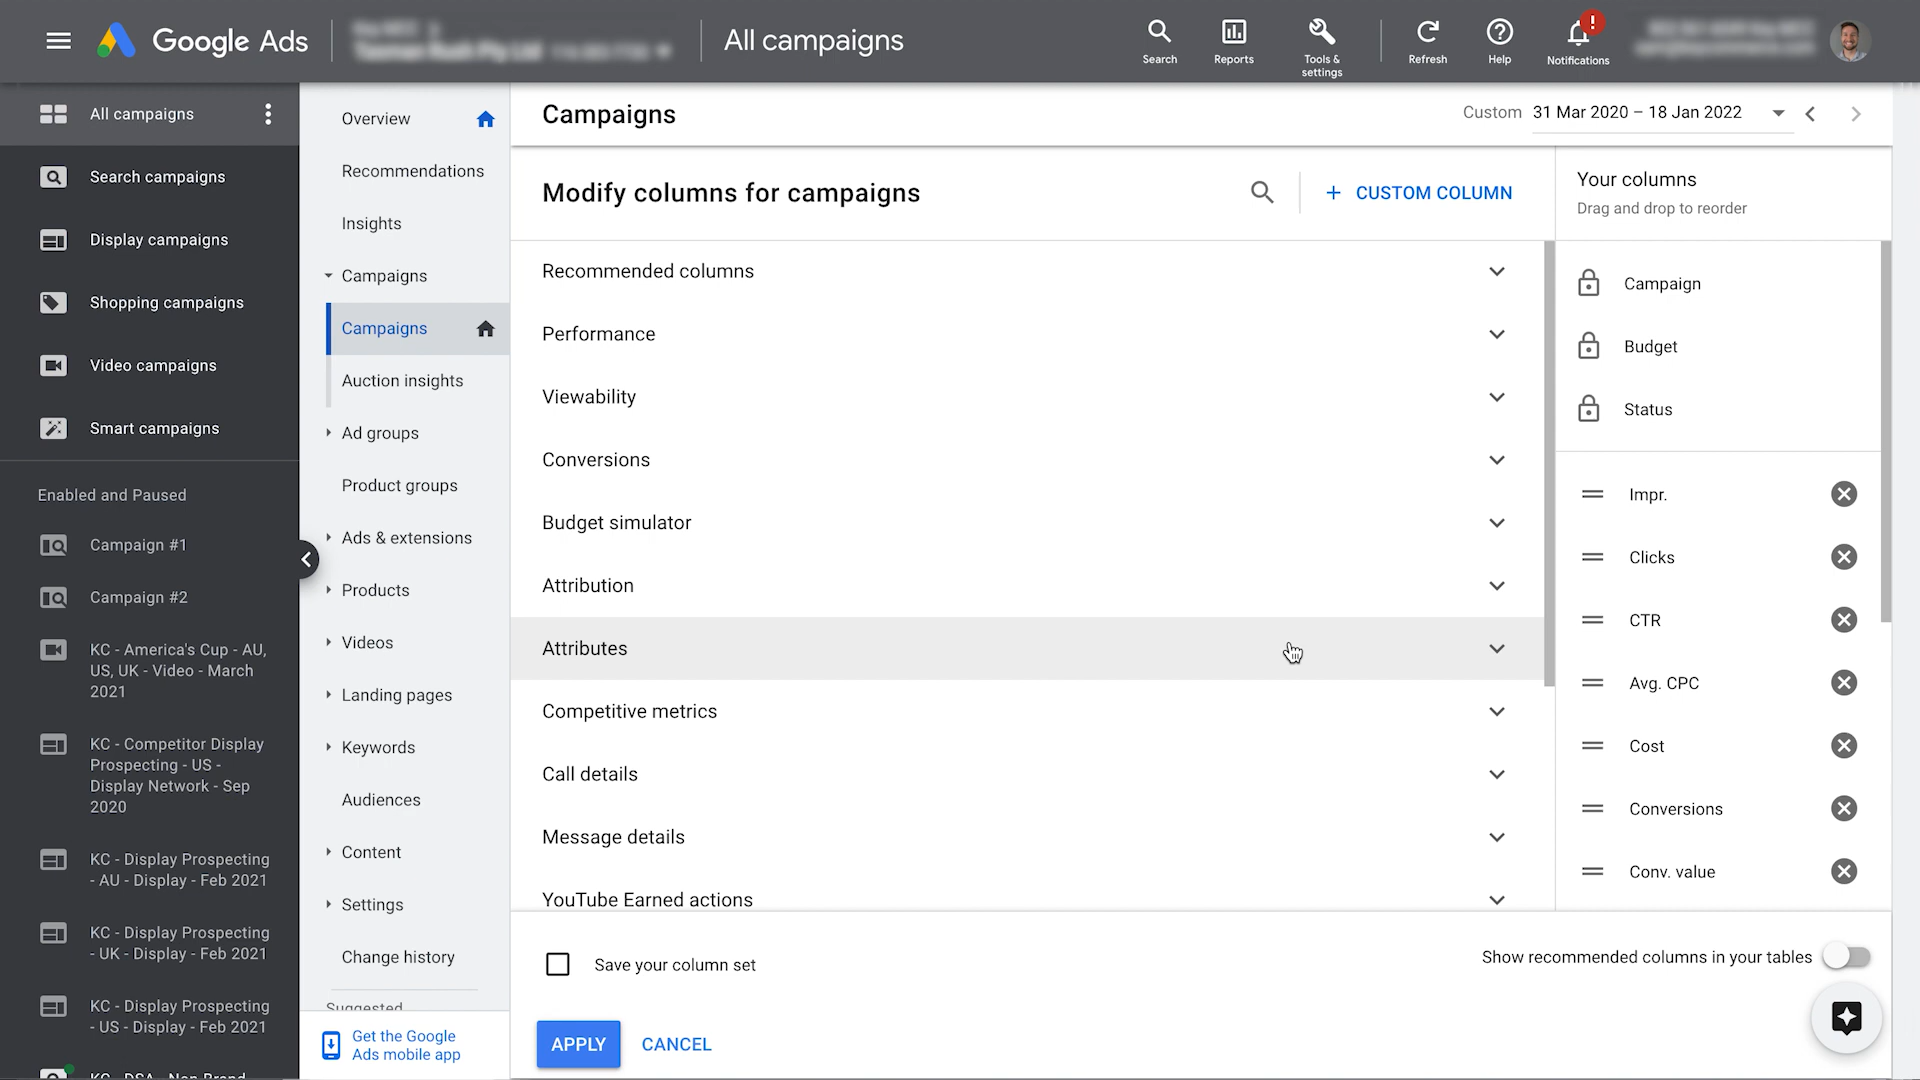 Google Ads
All campaigns
Search
Reports
Tools &
settings
Refresh
Help
!
Notifications
All campaigns
Search campaigns
Display campaigns
Shopping campaigns
Video campaigns
Smart campaigns
Enabled and Paused
Campaign #1
Campaign #2
KC - America's Cup - AU,
US, UK - Video - March
2021
KC - Competitor Display
Prospecting - US -
Display Network - Sep
2020
KC - Display Prospecting
- AU - Display - Feb 2021
KC - Display Prospecting
- UK - Display - Feb 2021
KC - Display Prospecting
- US - Display - Feb 2021
KC - DSA - Non Brand
Overview
Recommendations
Insights
Campaigns
Campaigns
Auction insights
Ad groups
Product groups
Ads & extensions
Products
Videos
Landing pages
Keywords
Audiences
Content
Settings
Change history
Suggested
Get the Google
Ads mobile app
Campaigns
Custom 31 Mar 2020 – 18 Jan 2022
Modify columns for campaigns
+ CUSTOM COLUMN
Recommended columns
Performance
Viewability
Conversions
Budget simulator
Attribution
Attributes
Competitive metrics
Call details
Message details
YouTube Earned actions
Your columns
Drag and drop to reorder
Campaign
Budget
Status
Impr.
Clicks
CTR
Avg. CPC
Cost
Conversions
Conv. value
Save your column set
Show recommended columns in your tables
APPLY
CANCEL